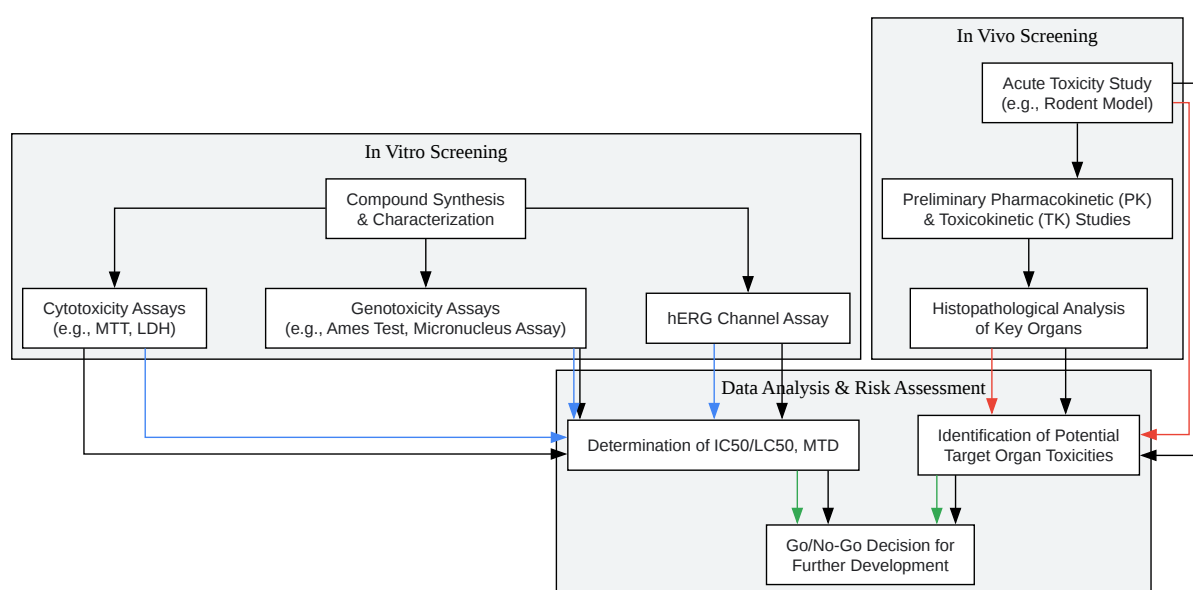 In Vivo Screening
Acute Toxicity Study
(e.g., Rodent Model)
In Vitro Screening
Compound Synthesis
& Characterization
Preliminary Pharmacokinetic (PK)
& Toxicokinetic (TK) Studies
Cytotoxicity Assays
(e.g., MTT, LDH)
Genotoxicity Assays
(e.g., Ames Test, Micronucleus Assay)
hERG Channel Assay
Histopathological Analysis
of Key Organs
Data Analysis & Risk Assessment
Determination of IC50/LC50, MTD
Identification of Potential
Target Organ Toxicities
Go/No-Go Decision for
Further Development